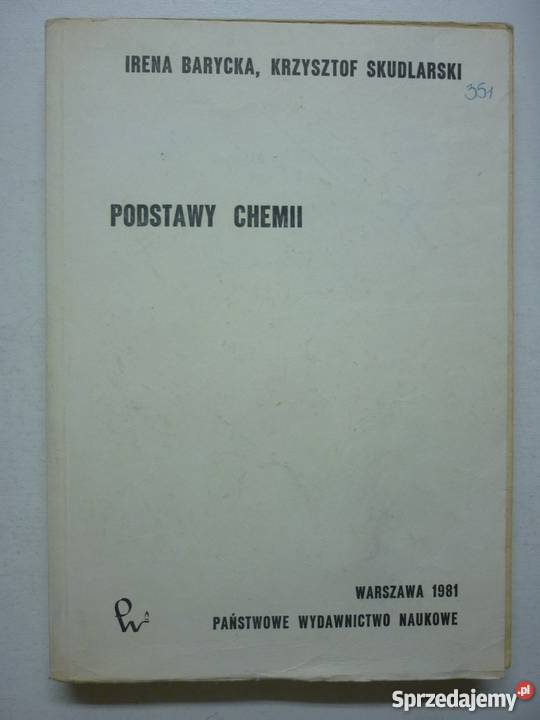 IRENA BARYCKA, KRZYSZTOF SKUDLARSKI
351
PODSTAWY CHEMII
WARSZAWA 1981
PAŃSTWOWE WYDAWNICTWO NAUKOWE
Sprzedajemy.pl